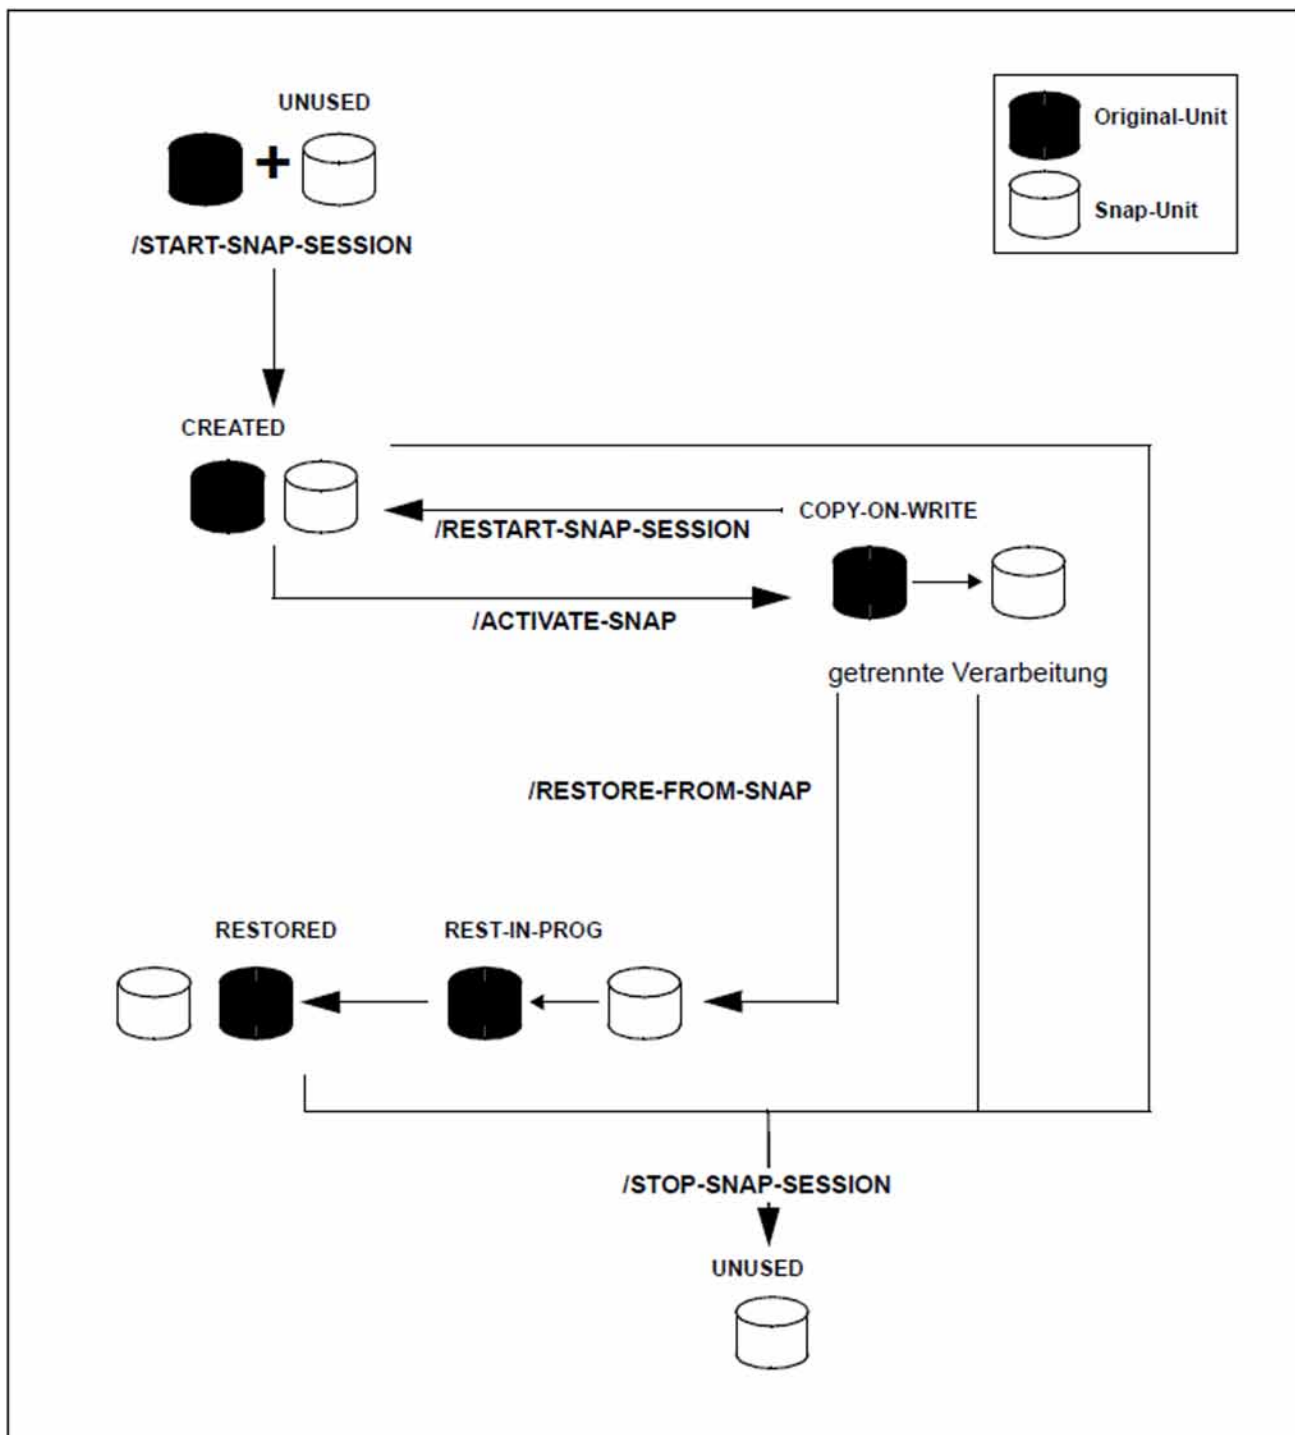 UNUSED
Original-Unit
+
Snap-Unit
/START-SNAP-SESSION
CREATED
COPY-ON-WRITE
/RESTART-SNAP-SESSION
/ACTIVATE-SNAP
getrennte Verarbeitung
/RESTORE-FROM-SNAP
RESTORED
REST-IN-PROG
/STOP-SNAP-SESSION
UNUSED